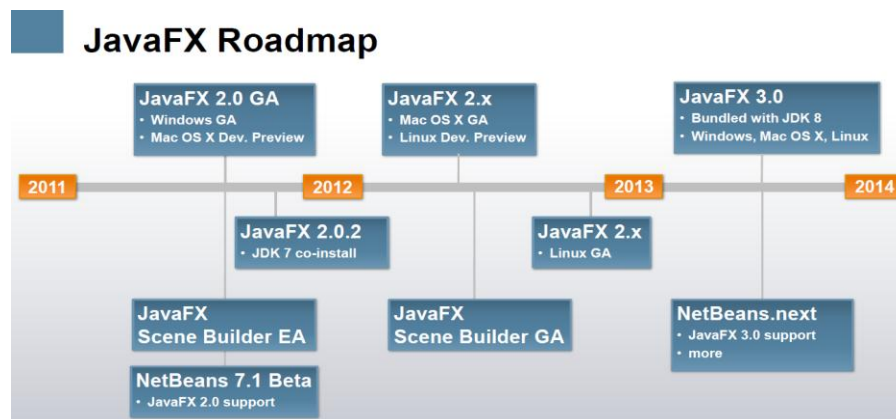 JavaFX Roadmap
JavaFX 2.0 GA
• Windows GA
• Mac OS X Dev. Preview
JavaFX 2.x
• Mac OS X GA
• Linux Dev. Preview
JavaFX 3.0
• Bundled with JDK 8
• Windows, Mac OS X, Linux
2011
2012
2013
2014
JavaFX 2.0.2
• JDK 7 co-install
JavaFX 2.x
• Linux GA
JavaFX
Scene Builder EA
JavaFX
Scene Builder GA
NetBeans.next
• JavaFX 3.0 support
• more
NetBeans 7.1 Beta
• JavaFX 2.0 support